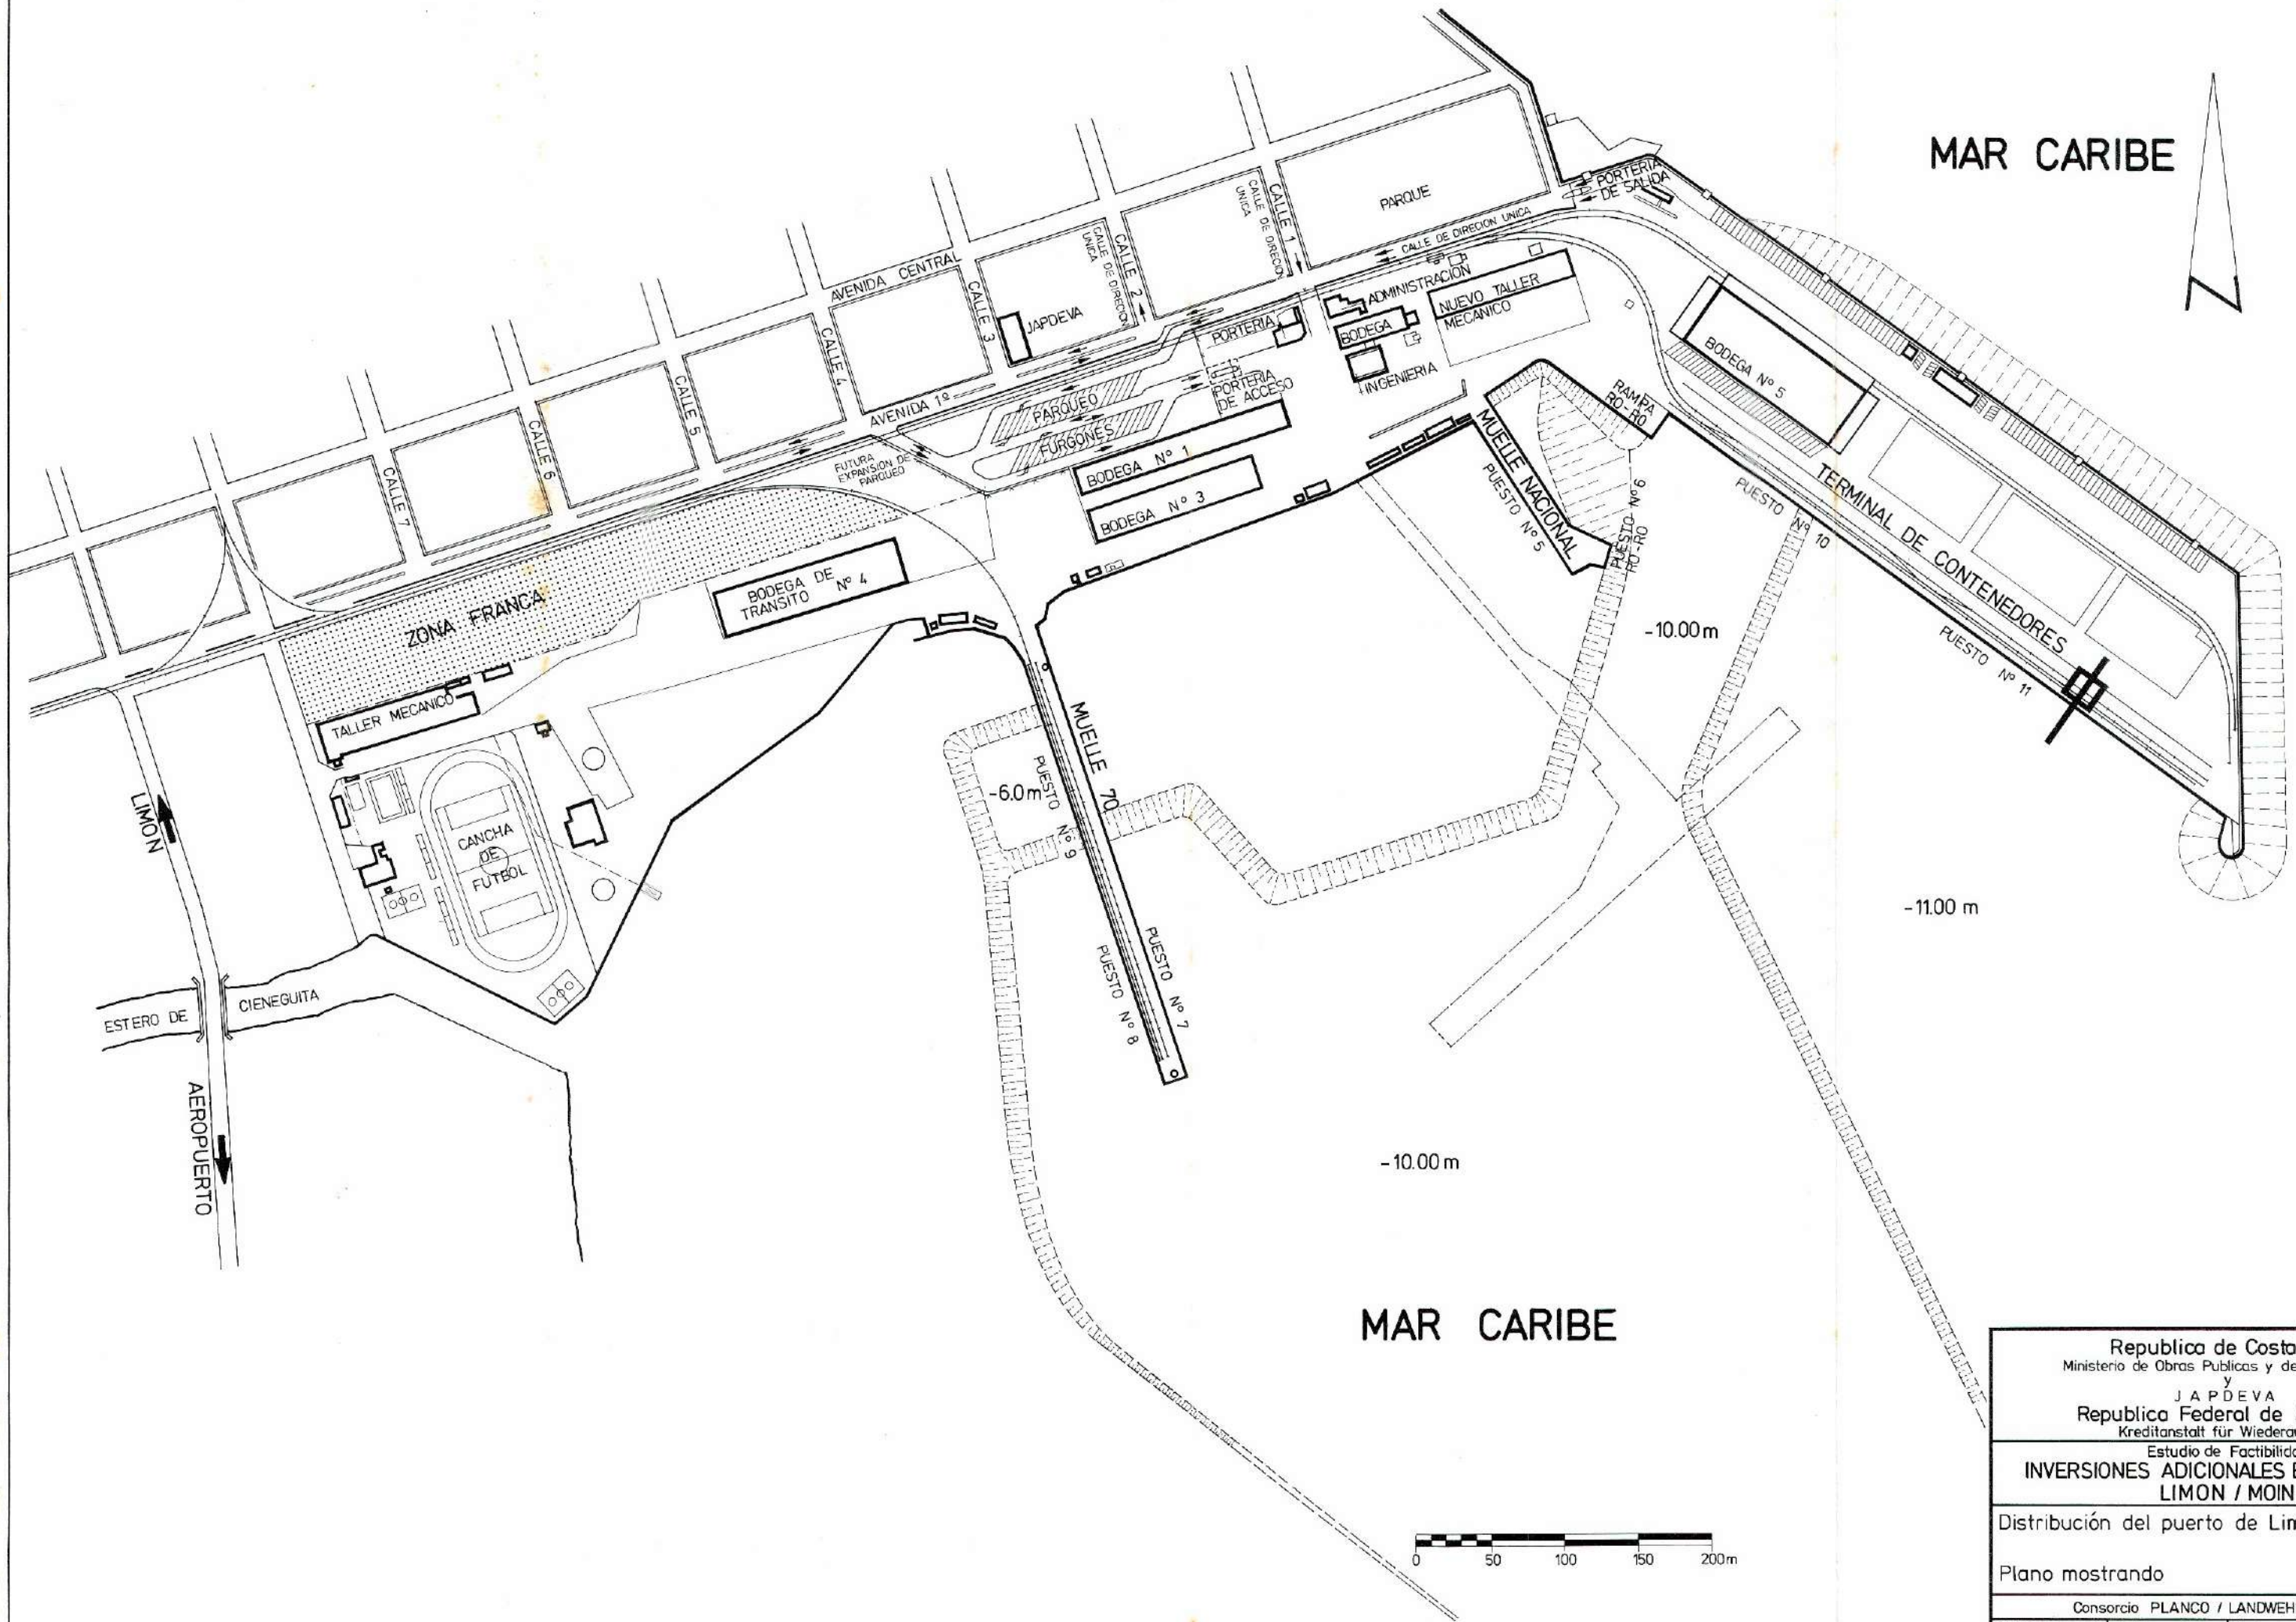 MAR CARIBE
PORTERIA
DE SALIDA
PARQUE
CALLE DE DIRECION UNICA
CALLE 1
CALLE DE DIRECION
UNICA
CALLE 2
CALLE DE DIRECION
UNICA
AVENIDA CENTRAL
CALLE 3
JAPDEVA
CALLE 4
CALLE 5
CALLE 6
CALLE 7
AVENIDA 1ª
ADMINISTRACION
NUEVO TALLER
MECANICO
BODEGA
INGENIERIA
PORTERIA
PORTERIA
DE ACCESO
PARQUEO
FURGONES
FUTURA
EXPANSION DE
PARQUEO
BODEGA Nº 1
BODEGA Nº 3
BODEGA DE
TRANSITO Nº 4
BODEGA Nº 5
RAMPA
RO-RO
MUELLE NACIONAL
PUESTO Nº 5
PUESTO Nº 6
RO-RO
PUESTO Nº 10
TERMINAL DE CONTENEDORES
PUESTO Nº 11
ZONA FRANCA
TALLER MECANICO
LIMON
CANCHA
DE
FUTBOL
MUELLE 70
PUESTO Nº 9
PUESTO Nº 7
PUESTO Nº 8
-6.0m
-10.00 m
-11.00 m
-10.00 m
ESTERO DE CIENEGUITA
AEROPUERTO
MAR CARIBE
0 50 100 150 200m
Republica de Costa
Ministerio de Obras Publicas y de
y
JAPDEVA
Republica Federal de
Kreditanstalt für Wiederau
Estudio de Factibilida
INVERSIONES ADICIONALES E
LIMON / MOIN
Distribución del puerto de Lim
Plano mostrando
Consorcio PLANCO / LANDWEH